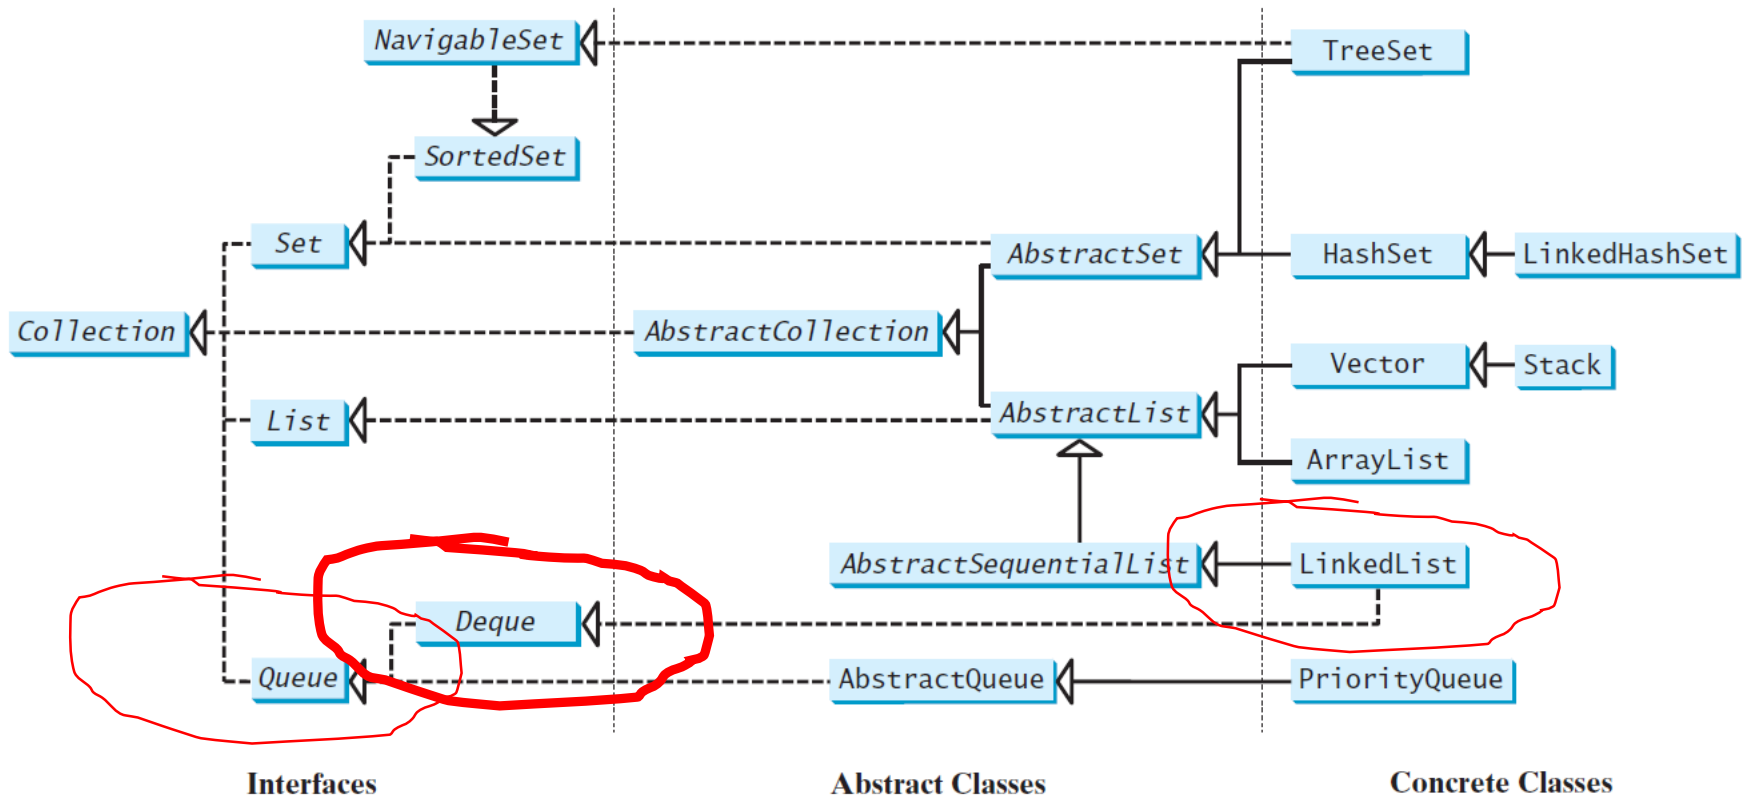 NavigableSet
TreeSet
SortedSet
Set
AbstractSet
HashSet
LinkedHashSet
Collection
AbstractCollection
Vector
Stack
List
AbstractList
ArrayList
AbstractSequentialList
LinkedList
Deque
Queue
AbstractQueue
PriorityQueue
Interfaces
Abstract Classes
Concrete Classes